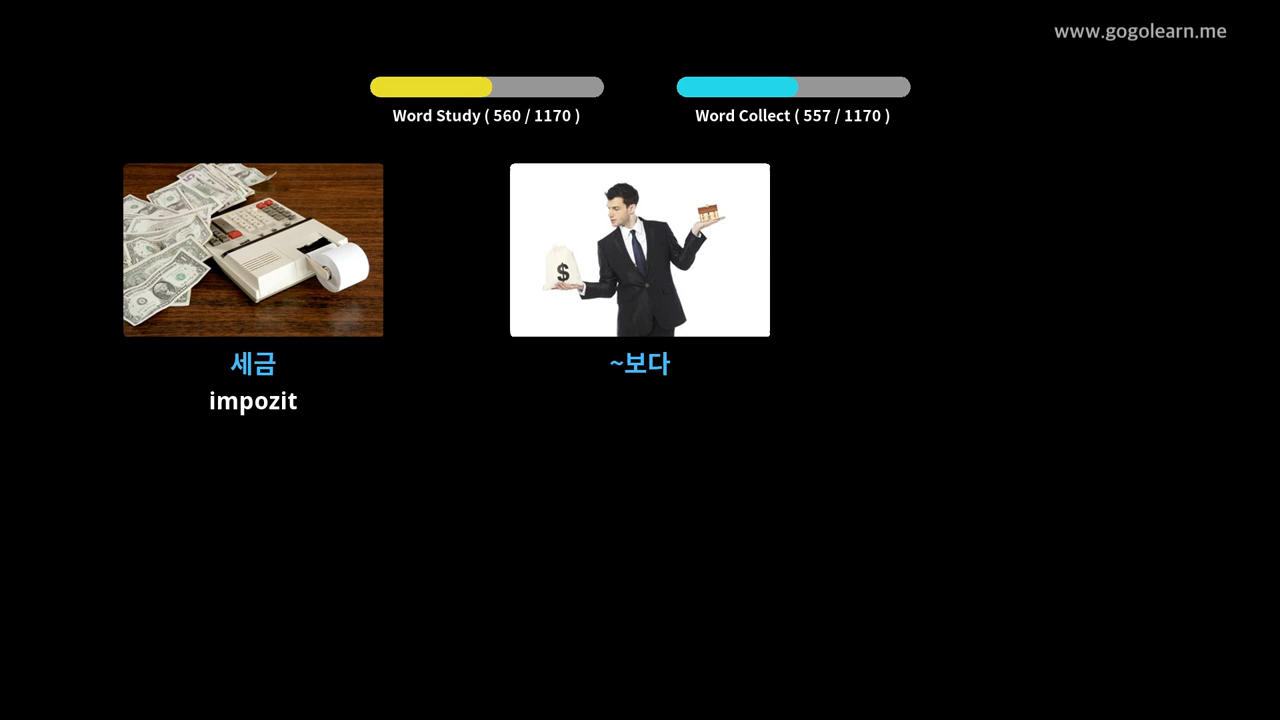 www.gogolearn.me
Word Study ( 560 / 1170 )
Word Collect ( 557 / 1170 )
$
세금
~보다
impozit